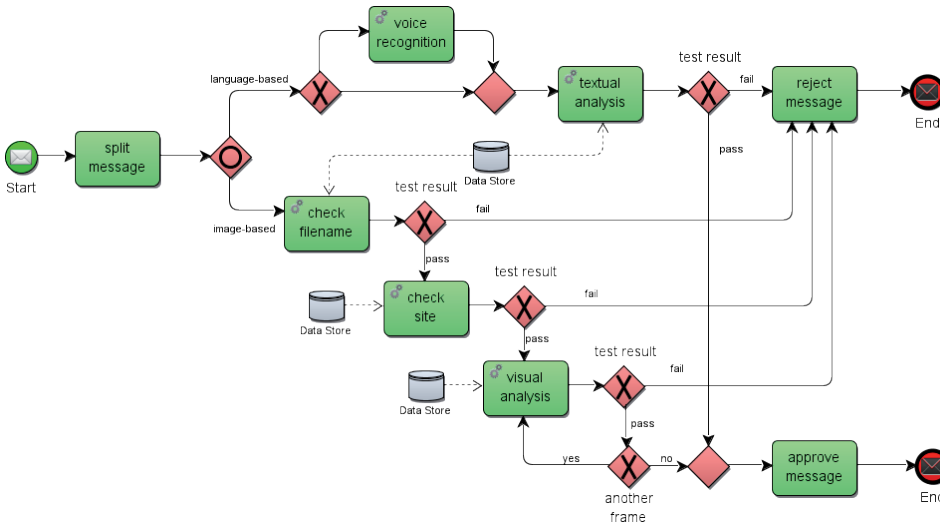 voice
recognition
language-based
textual
analysis
test result
fail
reject
message
End
split
message
Start
pass
Data Store
image-based
check
filename
test result
fail
pass
check
site
Data Store
test result
fail
pass
visual
analysis
Data Store
test result
fail
pass
yes
no
another
frame
approve
message
End